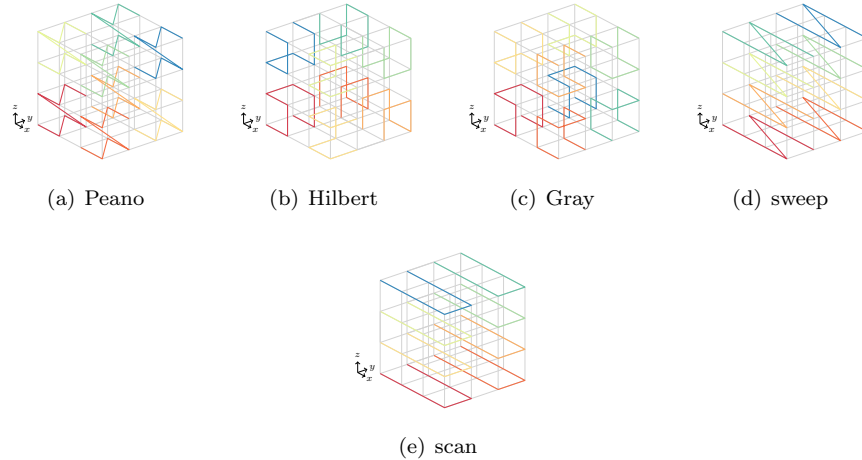 z y x z y x z y x z y x
(a) Peano (b) Hilbert (c) Gray (d) sweep
z y x
(e) scan